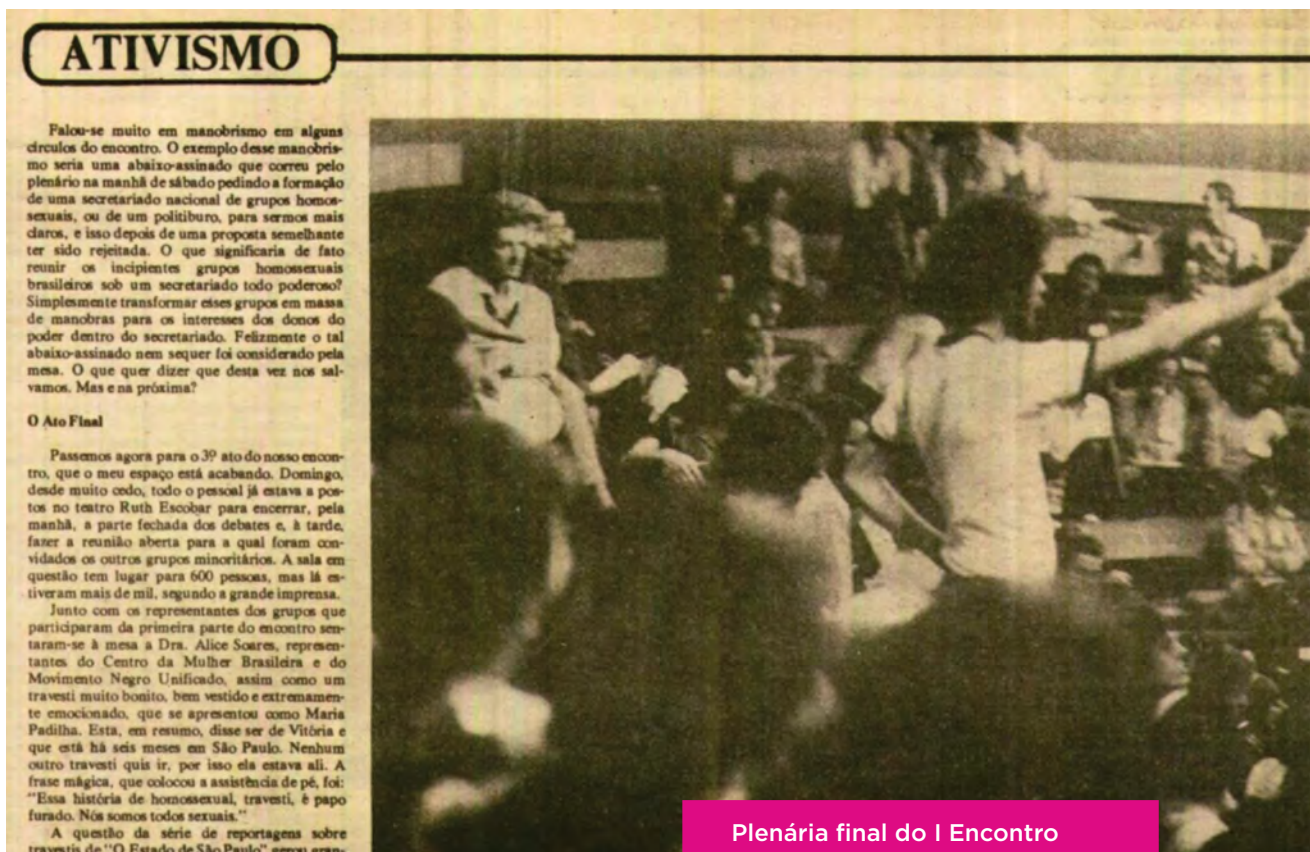 ATIVISMO
Falou-se muito em manobrismo em alguns
círculos do encontro. O exemplo desse manobris-
mo seria uma abaixo-assinado que correu pelo
plenário na manhã de sábado pedindo a formação
de uma secretariado nacional de grupos homos-
sexuais, ou de um politiburo, para sermos mais
claros, e isso depois de uma proposta semelhante
ter sido rejeitada. O que significaria de fato
reunir os incipientes grupos homossexuais
brasileiros sob um secretariado todo poderoso?
Simplesmente transformar esses grupos em massa
de manobras para os interesses dos donos do
poder dentro do secretariado. Felizmente o tal
abaixo-assinado nem sequer foi considerado pela
mesa. O que quer dizer que desta vez nos sal-
vamos. Mas e na próxima?
O Ato Final
Passemos agora para o 3º ato do nosso encon-
tro, que o meu espaço está acabando. Domingo,
desde muito cedo, todo o pessoal já estava a pos-
tos no teatro Ruth Escobar para encerrar, pela
manhã, a parte fechada dos debates e, à tarde,
fazer a reunião aberta para a qual foram con-
vidados os outros grupos minoritários. A sala em
questão tem lugar para 600 pessoas, mas lá es-
tiveram mais de mil, segundo a grande imprensa.
Junto com os representantes dos grupos que
participaram da primeira parte do encontro sen-
taram-se à mesa a Dra. Alice Soares, represen-
tantes do Centro da Mulher Brasileira e do
Movimento Negro Unificado, assim como um
travesti muito bonito, bem vestido e extremamen-
te emocionado, que se apresentou como Maria
Padilha. Esta, em resumo, disse ser de Vitória e
que está há seis meses em São Paulo. Nenhum
outro travesti quis ir, por isso ela estava ali. A
frase mágica, que colocou a assistência de pé, foi:
"Essa história de homossexual, travesti, é papo
furado. Nós somos todos sexuais."
A questão da série de reportagens sobre
travestis de "O Estado de São Paulo" gerou gran-
Plenária final do I Encontro